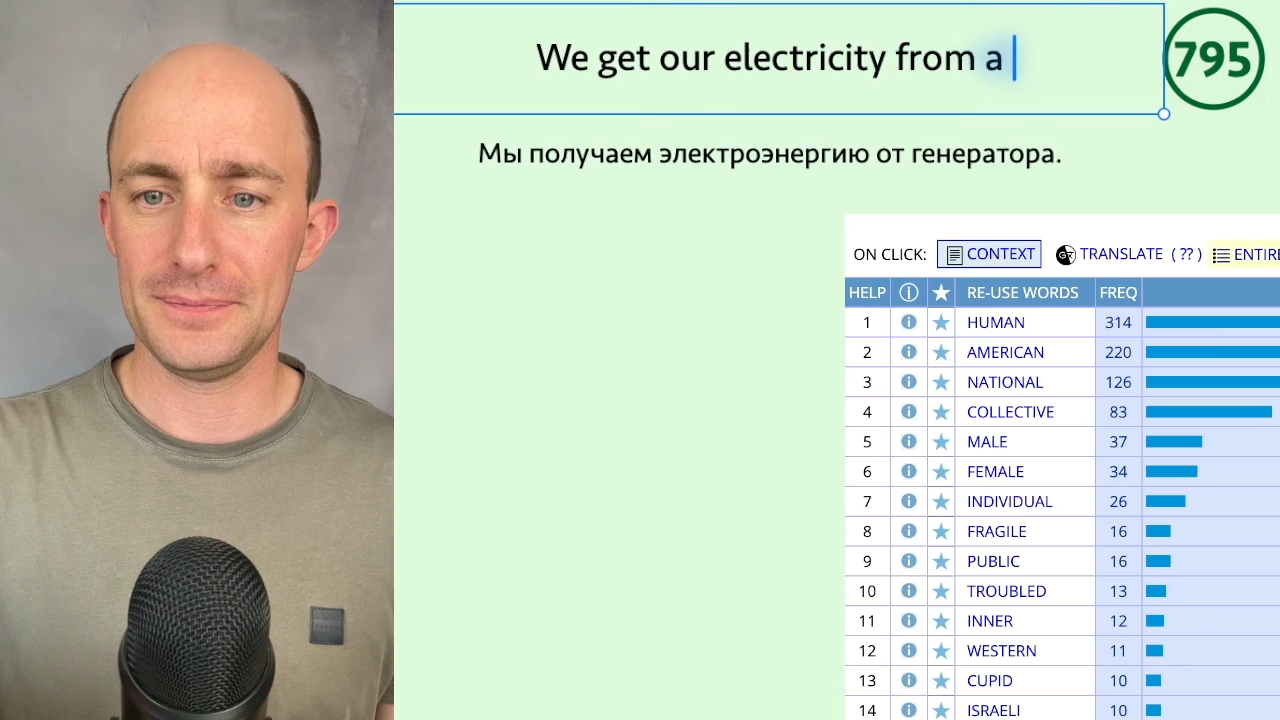 We get our electricity from a
795
Мы получаем электроэнергию от генератора.
ON CLICK: CONTEXT TRANSLATE ( ?? ) ENTIRE
HELP RE-USE WORDS FREQ
1 HUMAN 314
2 AMERICAN 220
3 NATIONAL 126
4 COLLECTIVE 83
5 MALE 37
6 FEMALE 34
7 INDIVIDUAL 26
8 FRAGILE 16
9 PUBLIC 16
10 TROUBLED 13
11 INNER 12
12 WESTERN 11
13 CUPID 10
14 ISRAELI 10